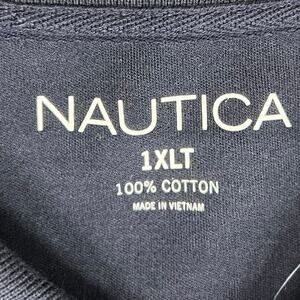 NAUTICA
1XLT
100% COTTON
MADE IN VIETNAM